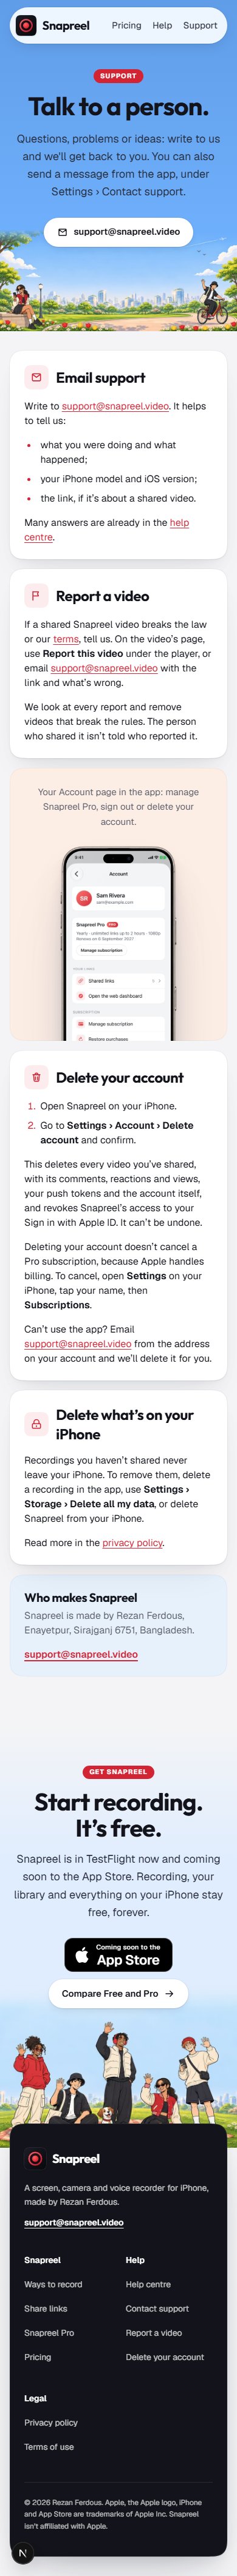 Snapreel Pricing Help Support
SUPPORT
Talk to a person.
Questions, problems or ideas: write to us
and we'll get back to you. You can also
send a message from the app, under
Settings › Contact support.
support@snapreel.video
Email support
Write to support@snapreel.video. It helps
to tell us:
• what you were doing and what
happened;
• your iPhone model and iOS version;
• the link, if it's about a shared video.
Many answers are already in the help
centre.
Report a video
If a shared Snapreel video breaks the law
or our terms, tell us. On the video's page,
use Report this video under the player, or
email support@snapreel.video with the
link and what's wrong.
We look at every report and remove
videos that break the rules. The person
who shared it isn't told who reported it.
Your Account page in the app: manage
Snapreel Pro, sign out or delete your
account.
9:41
Account
SR
Sam Rivera
sam@example.com
Snapreel Pro
Manage subscription
Shared links
Open the web dashboard
SUBSCRIPTION
Manage subscription
Restore purchases
Delete your account
1. Open Snapreel on your iPhone.
2. Go to Settings › Account › Delete
account and confirm.
This deletes every video you've shared,
with its comments, reactions and views,
your push tokens and the account itself,
and revokes Snapreel's access to your
Sign in with Apple ID. It can't be undone.
Deleting your account doesn't cancel a
Pro subscription, because Apple handles
billing. To cancel, open Settings on your
iPhone, tap your name, then
Subscriptions.
Can't use the app? Email
support@snapreel.video from the address
on your account and we'll delete it for you.
Delete what's on your
iPhone
Recordings you haven't shared never
leave your iPhone. To remove them, delete
a recording in the app, use Settings ›
Storage › Delete all my data, or delete
Snapreel from your iPhone.
Read more in the privacy policy.
Who makes Snapreel
Snapreel is made by Rezan Ferdous,
Enayetpur, Sirajganj 6751, Bangladesh.
support@snapreel.video
GET SNAPREEL
Start recording.
It's free.
Snapreel is in TestFlight now and coming
soon to the App Store. Recording, your
library and everything on your iPhone stay
free, forever.
Coming soon to the
App Store
Compare Free and Pro →
Snapreel
A screen, camera and voice recorder for iPhone,
made by Rezan Ferdous.
support@snapreel.video
Snapreel
Ways to record
Share links
Snapreel Pro
Pricing
Help
Help centre
Contact support
Report a video
Delete your account
Legal
Privacy policy
Terms of use
© 2026 Rezan Ferdous. Apple, the Apple logo, iPhone
and App Store are trademarks of Apple Inc. Snapreel
isn't affiliated with Apple.
N